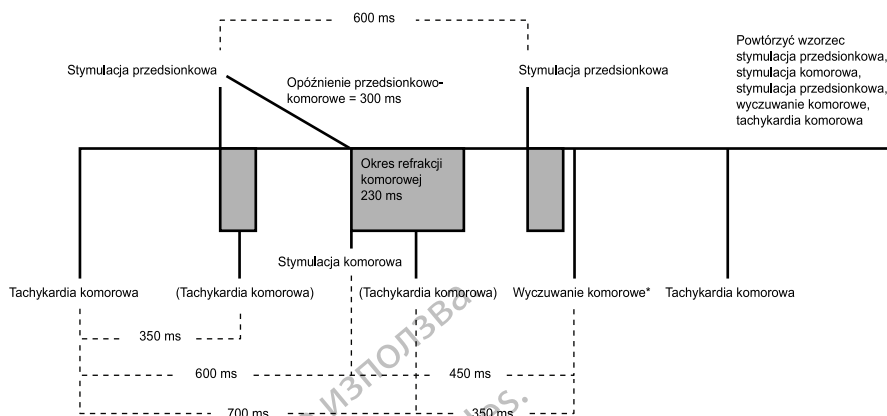 600 ms
Powtórzyć wzorzec
stymulacja przedsionkowa,
stymulacja komorowa,
stymulacja przedsionkowa,
wyczuwanie komorowe,
tachykardia komorowa
Stymulacja przedsionkowa
Stymulacja przedsionkowa
Opóźnienie przedsionkowo-
komorowe = 300 ms
Okres refrakcji
komorowej
230 ms
Stymulacja komorowa
Tachykardia komorowa
(Tachykardia komorowa)
(Tachykardia komorowa)
Wyczuwanie komorowe*
Tachykardia komorowa
350 ms
600 ms
450 ms
700 ms
350 ms
използва